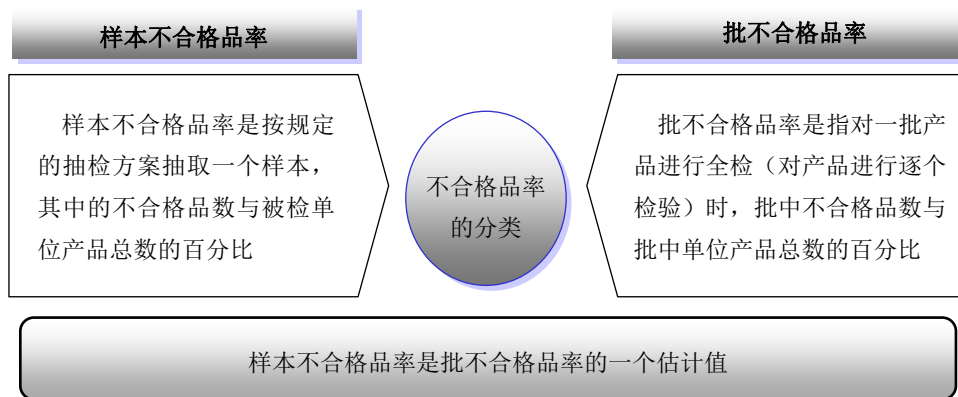 样本不合格品率
样本不合格品率是按规定
的抽检方案抽取一个样本，
其中的不合格品数与被检单
位产品总数的百分比
不合格品率
的分类
批不合格品率
批不合格品率是指对一批产
品进行全检（对产品进行逐个
检验）时，批中不合格品数与
批中单位产品总数的百分比
样本不合格品率是批不合格品率的一个估计值